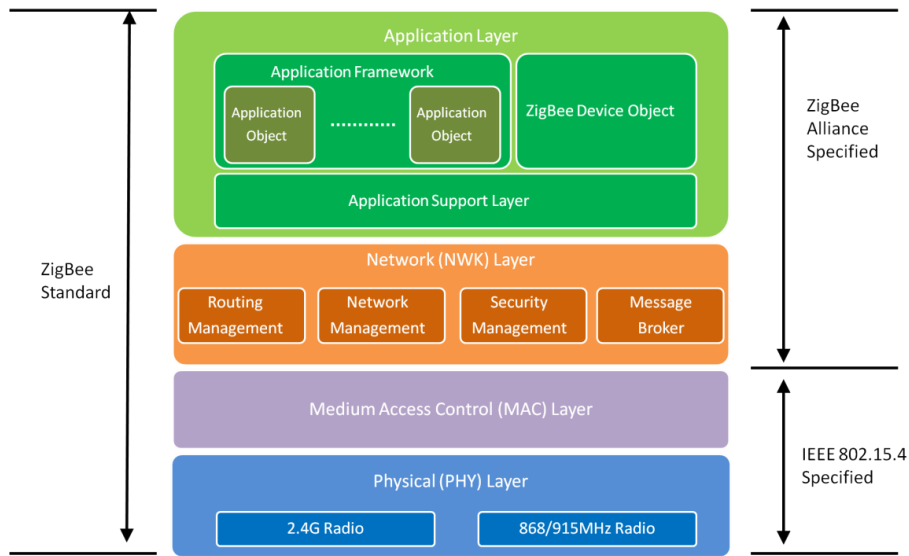 Application Layer
Application Framework
Application
Object
............
Application
Object
ZigBee Device Object
Application Support Layer
ZigBee
Alliance
Specified
ZigBee
Standard
Network (NWK) Layer
Routing
Management
Network
Management
Security
Management
Message
Broker
Medium Access Control (MAC) Layer
IEEE 802.15.4
Specified
Physical (PHY) Layer
2.4G Radio
868/915MHz Radio